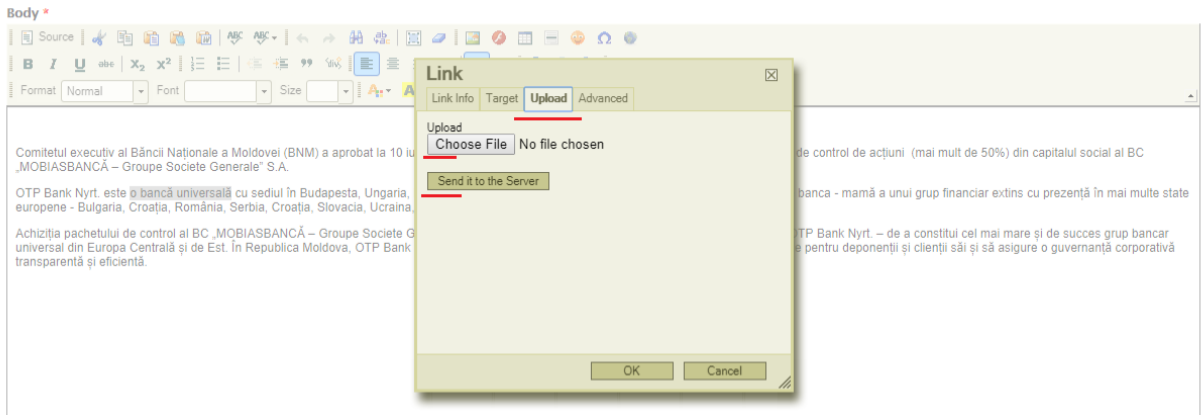 Body *
Source
B I U abc X₂ X²
Format Normal Font Size
Link
Link Info Target Upload Advanced
Upload
Choose File No file chosen
Send it to the Server
OK Cancel
Comitetul executiv al Băncii Naționale a Moldovei (BNM) a aprobat la 10 de control de acțiuni (mai mult de 50%) din capitalul social al BC
„MOBIASBANCĂ – Groupe Societe Generale” S.A.
OTP Bank Nyrt. este o bancă universală cu sediul în Budapesta, Ungaria, banca - mamă a unui grup financiar extins cu prezență în mai multe state
europene - Bulgaria, Croația, România, Serbia, Croația, Slovacia, Ucraina,
Achiziția pachetului de control al BC „MOBIASBANCĂ – Groupe Societe G TP Bank Nyrt. – de a constitui cel mai mare și de succes grup bancar
universal din Europa Centrală și de Est. În Republica Moldova, OTP Bank e pentru deponenții și clienții săi și să asigure o guvernanță corporativă
transparentă și eficientă.